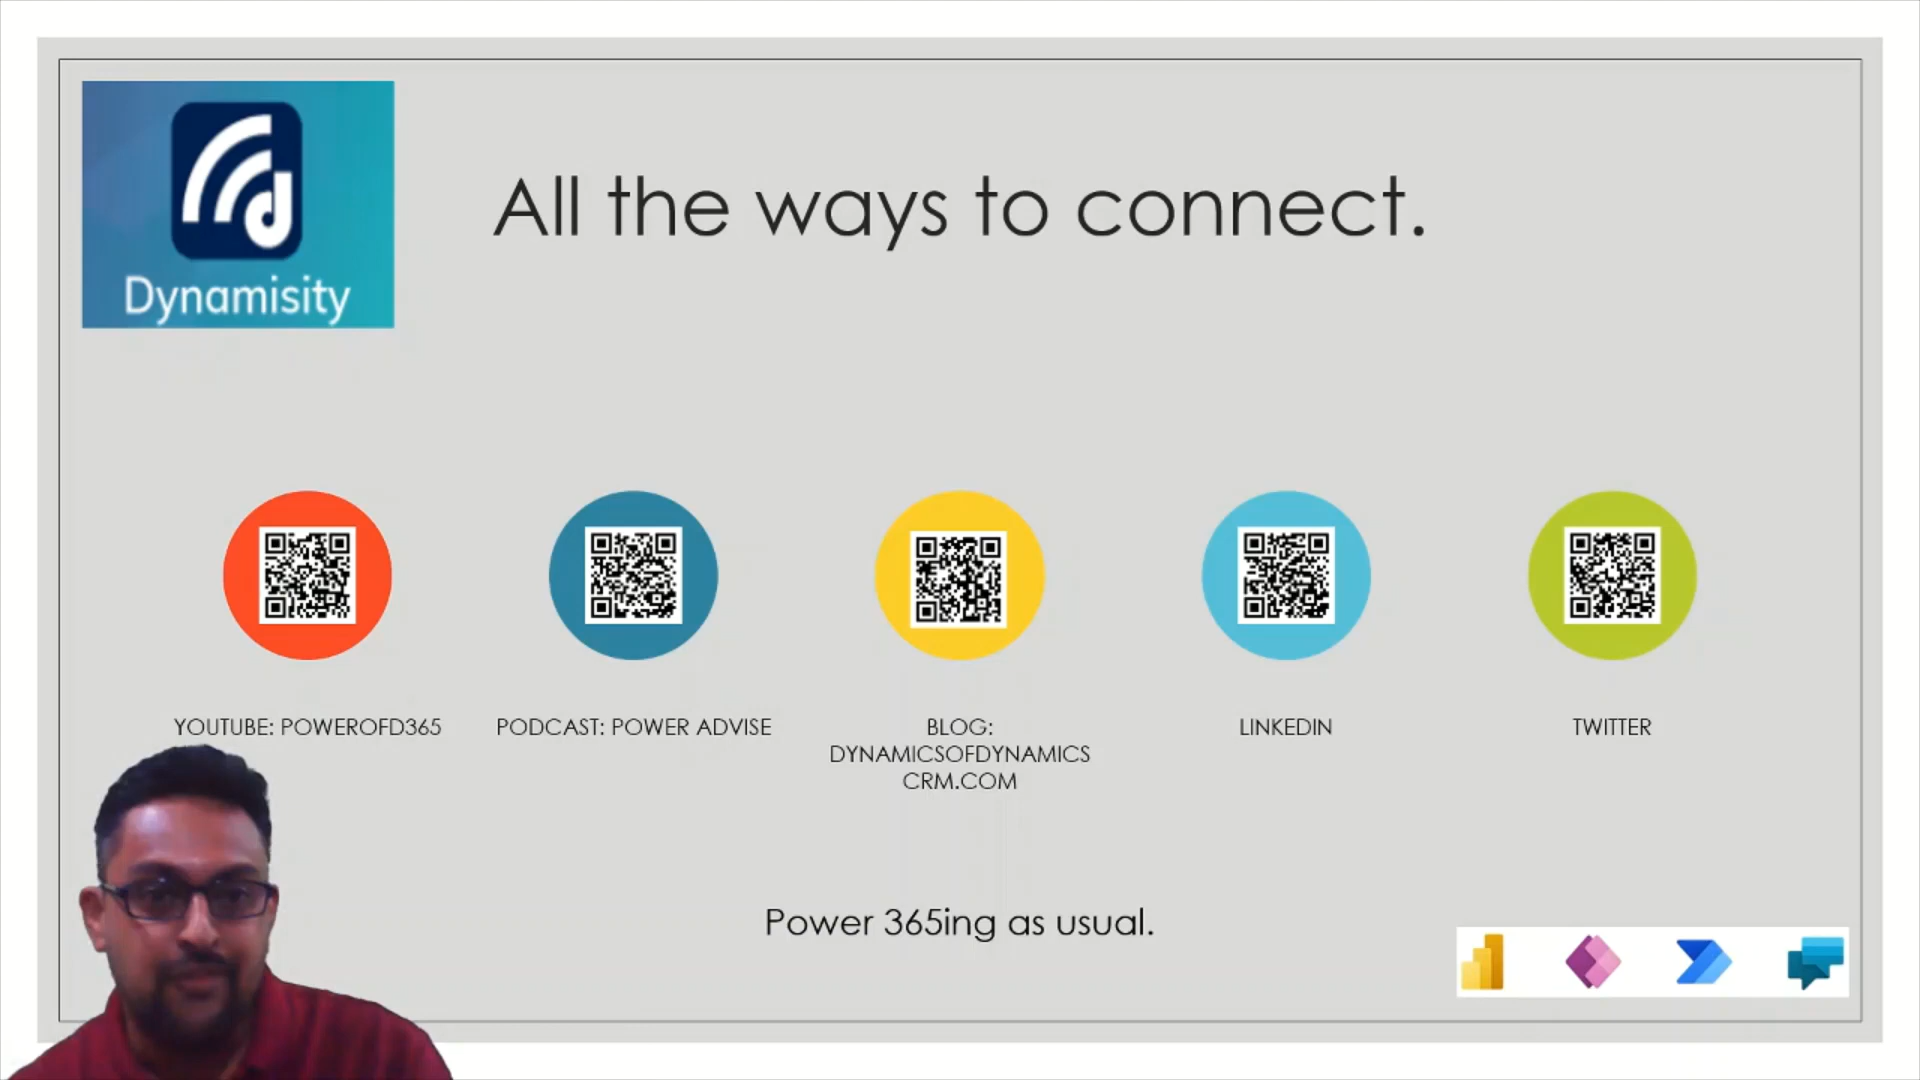 Dynamisity
All the ways to connect.
YOUTUBE: POWEROFD365
PODCAST: POWER ADVISE
BLOG:
DYNAMICSOFDYNAMICS
CRM.COM
LINKEDIN
TWITTER
Power 365ing as usual.